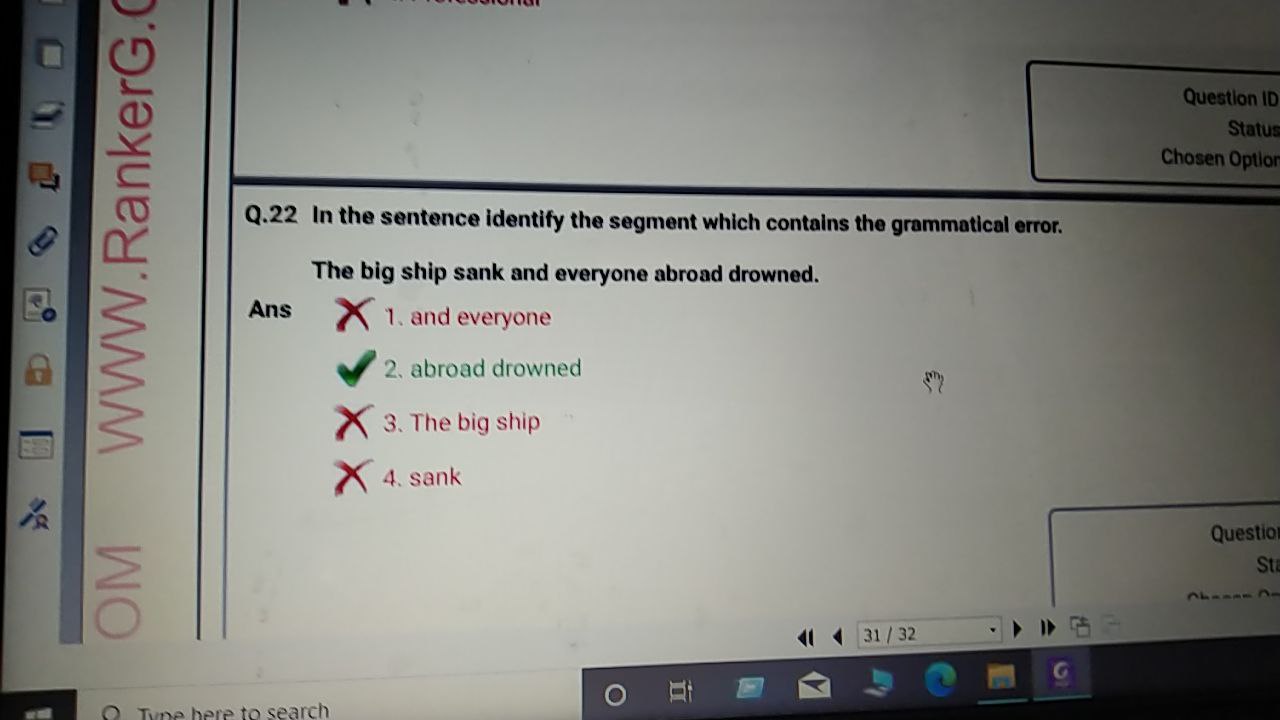 WWW.RankerG.
OM
Question ID
Status
Chosen Option
Q.22 In the sentence identify the segment which contains the grammatical error.
The big ship sank and everyone abroad drowned.
Ans
1. and everyone
2. abroad drowned
3. The big ship
4. sank
31 / 32
Type here to search